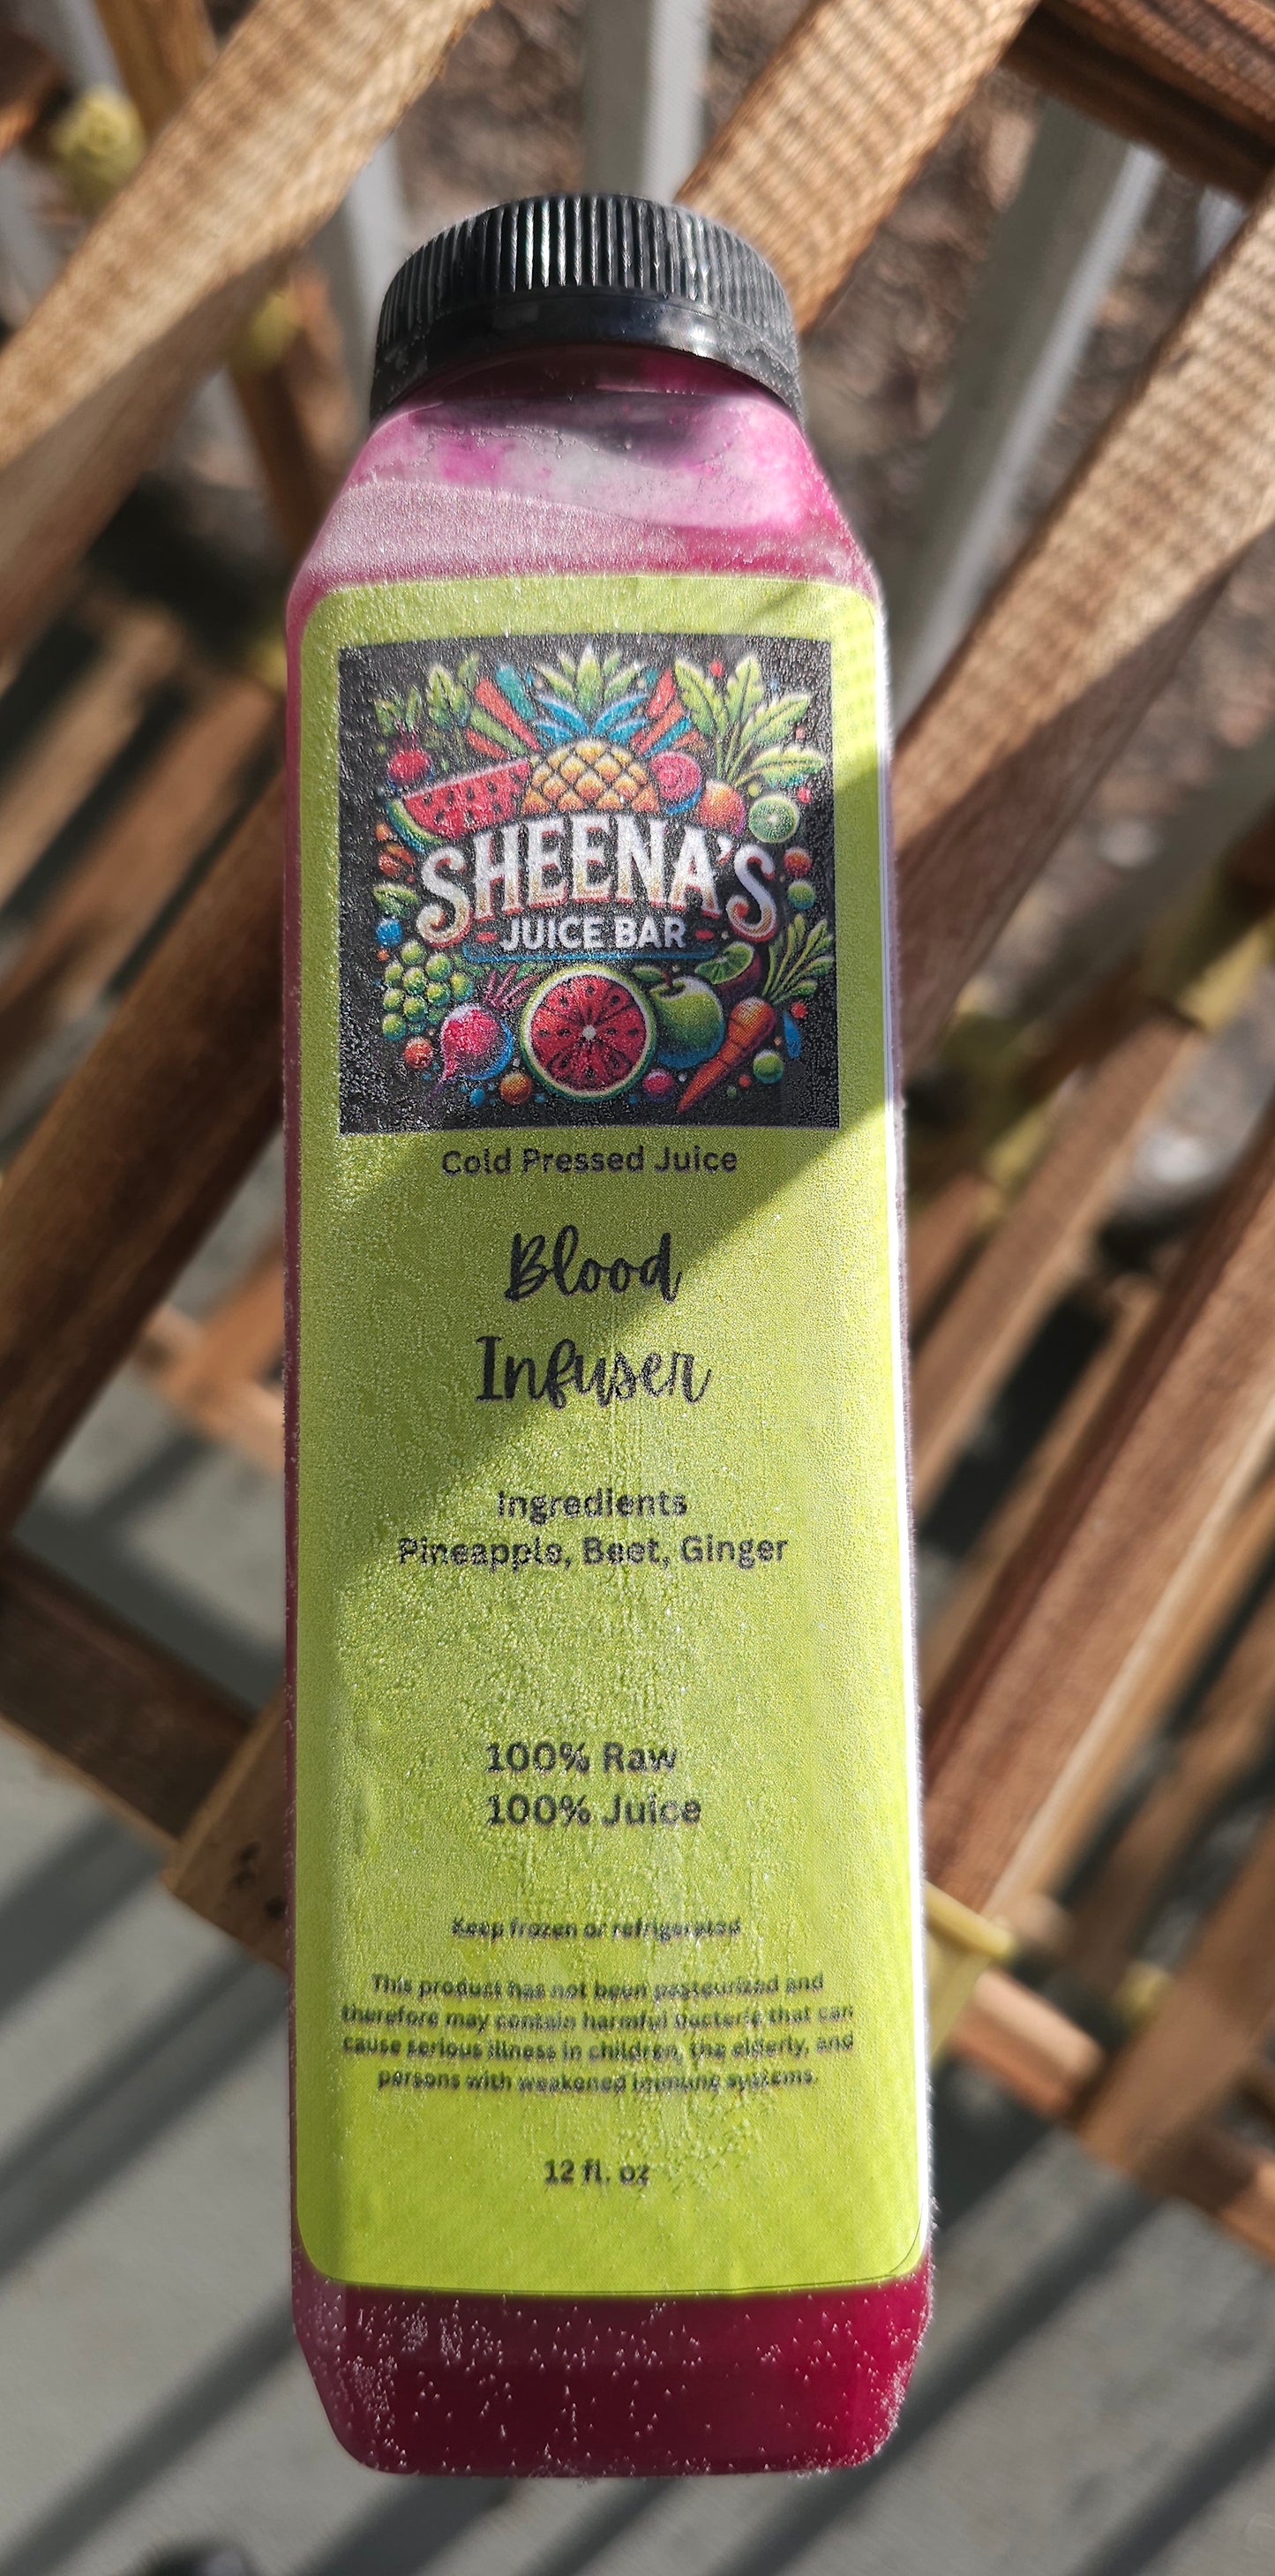 SHEENA'S
JUICE BAR
Cold Pressed Juice
Blood
Infuser
Ingredients
Pineapple, Beet, Ginger
100% Raw
100% Juice
Keep frozen or refrigerated
This product has not been pasteurized and
therefore may contain harmful bacteria that can
cause serious illness in children, the elderly, and
persons with weakened immune systems.
12 fl. oz